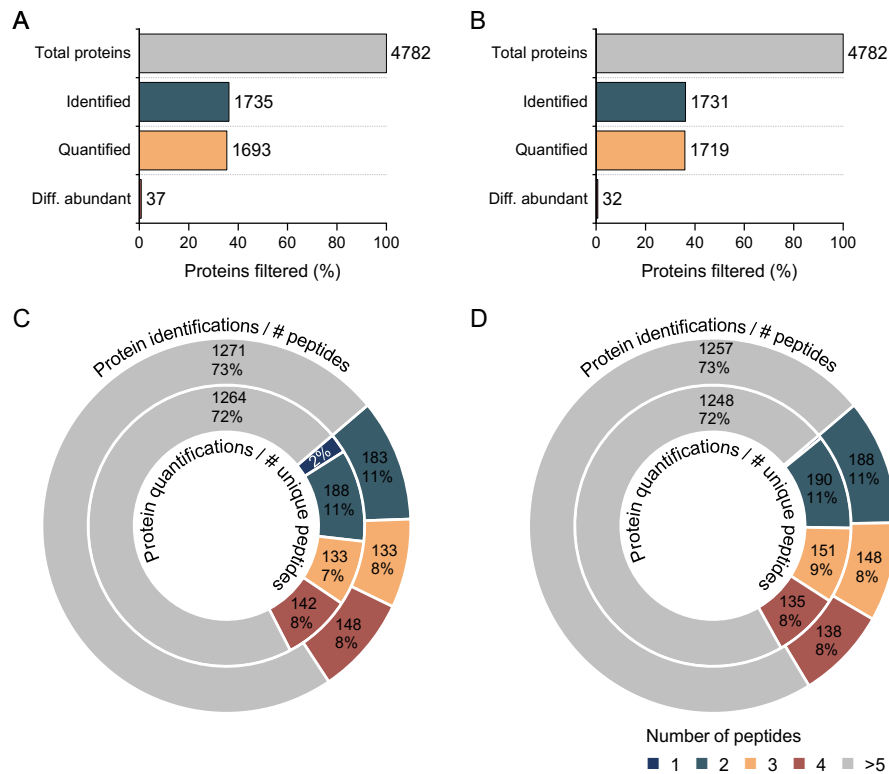 A
Total proteins
4782
Identified
1735
Quantified
1693
Diff. abundant
37
0 20 40 60 80 100
Proteins filtered (%)
B
Total proteins
4782
Identified
1731
Quantified
1719
Diff. abundant
32
0 20 40 60 80 100
Proteins filtered (%)
C
Protein identifications / # peptides
1271
73%
1264
72%
Protein quantifications / # unique peptides
2%
183
11%
188
11%
133
8%
133
7%
142
8%
148
8%
D
Protein identifications / # peptides
1257
73%
1248
72%
Protein quantifications / # unique peptides
188
11%
190
11%
148
8%
151
9%
135
8%
138
8%
Number of peptides
1 2 3 4 >5